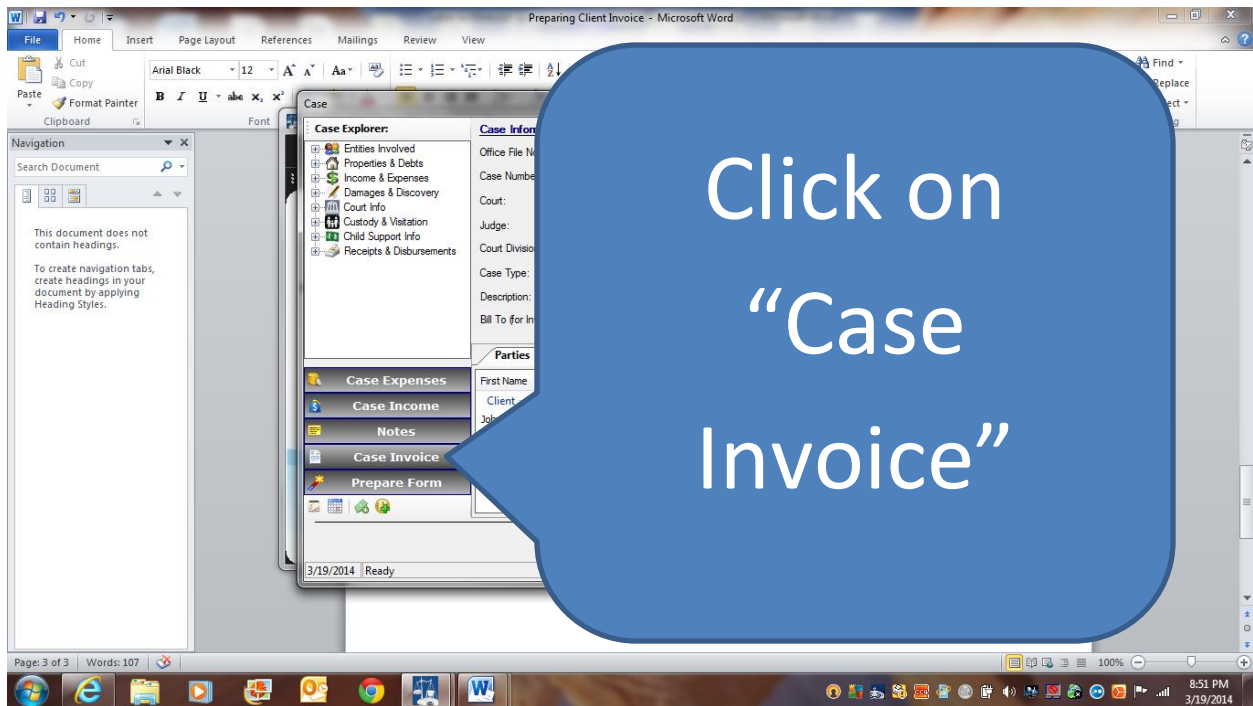 Preparing Client Invoice - Microsoft Word
File Home Insert Page Layout References Mailings Review View
Cut
Copy
Paste
Format Painter
Clipboard
Arial Black 12
Font
Find
Replace
Navigation
Search Document
This document does not
contain headings.
To create navigation tabs,
create headings in your
document by applying
Heading Styles.
Case
Case Explorer:
Entities Involved
Properties & Debts
Income & Expenses
Damages & Discovery
Court Info
Custody & Visitation
Child Support Info
Receipts & Disbursements
Case Expenses
Case Income
Notes
Case Invoice
Prepare Form
3/19/2014 Ready
Office File
Court:
Judge:
Case Type:
Description:
Parties
First Name
Client
Click on
“Case
Invoice”
Page: 3 of 3 Words: 107
100%
8:51 PM
3/19/2014